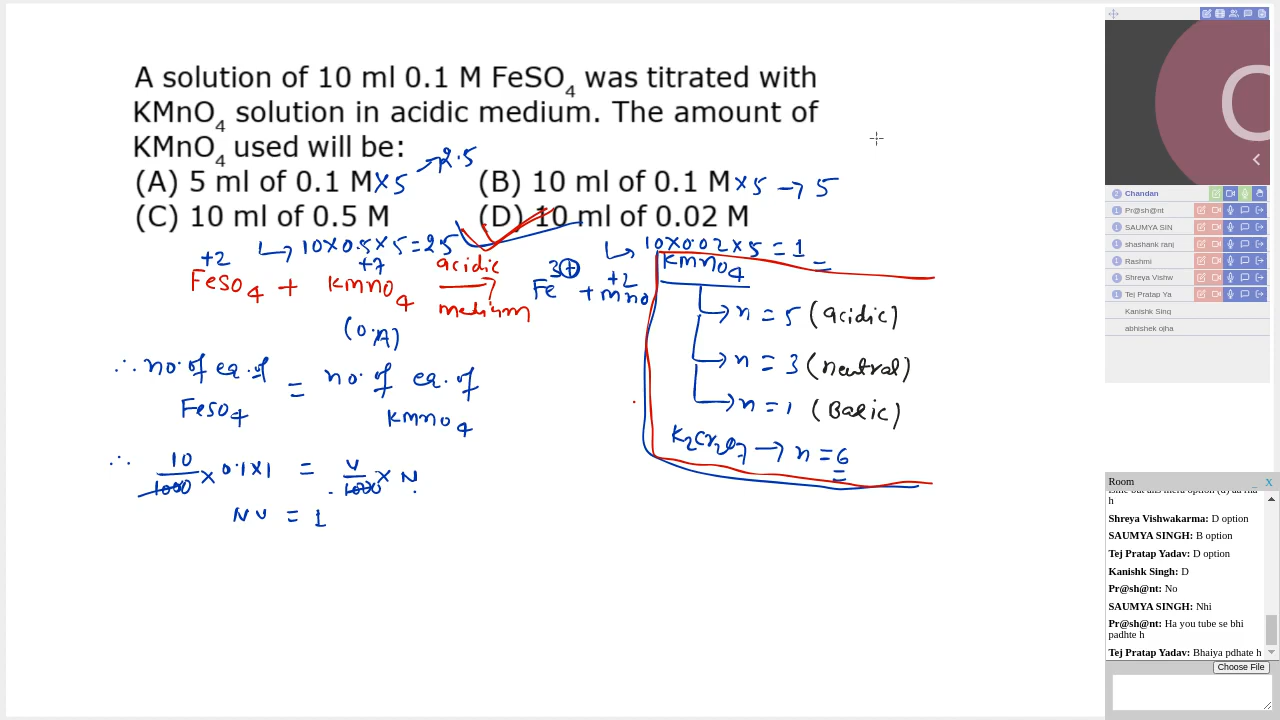 A solution of 10 ml 0.1 M FeSO4 was titrated with
KMnO4 solution in acidic medium. The amount of
KMnO4 used will be:
(A) 5 ml of 0.1 M ×5 → 2.5
(B) 10 ml of 0.1 M ×5 → 5
(C) 10 ml of 0.5 M
(D) 10 ml of 0.02 M
→ 10×0.5×5=2.5
→ 10×0.02×5=1
+2 +7 3+ +2
FeSO4 + KMnO4 acidic medium → Fe + MnO
(O.A)
∴ no. of eq. of = no. of eq. of
FeSO4 KMnO4
∴ 10/1000 × 0.1×1 = V/1000 × N
NV = 1
KMnO4
→ n = 5 (acidic)
→ n = 3 (neutral)
→ n = 1 (Basic)
K2Cr2O7 → n = 6
C
Chandan
Pr@sh@nt
SAUMYA SIN
shashank ranj
Rashmi
Shreya Vishw
Tej Pratap Ya
Kanishk Sing
abhishek ojha
Room
X
h
Shreya Vishwakarma: D option
SAUMYA SINGH: B option
Tej Pratap Yadav: D option
Kanishk Singh: D
Pr@sh@nt: No
SAUMYA SINGH: Nhi
Pr@sh@nt: Ha you tube se bhi
padhte h
Tej Pratap Yadav: Bhaiya pdhate h
Choose File